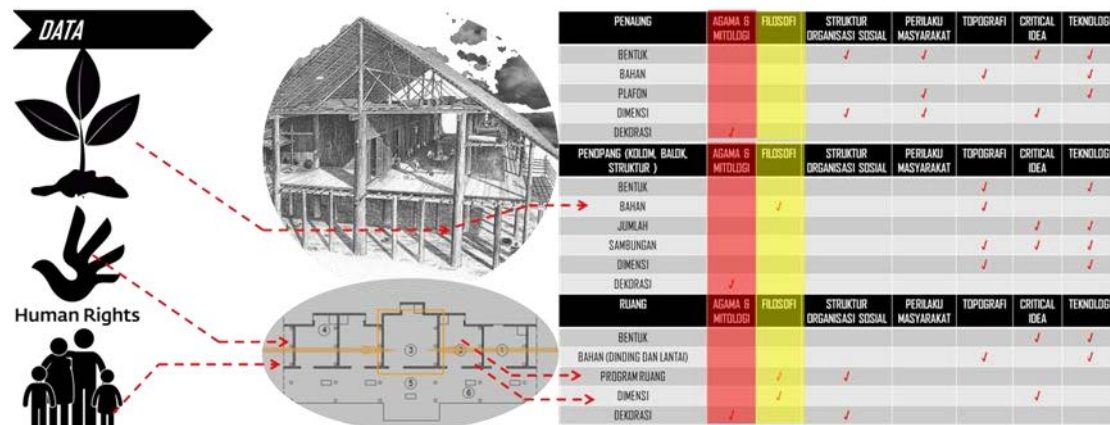 DATA
Human Rights
4
3
2
1
5
6
PENAUNG AGAMA & MITOLOGI FILOSOFI STRUKTUR ORGANISASI SOSIAL PERILAKU MASYARAKAT TOPOGRAFI CRITICAL IDEA TEKNOLOGI
BENTUK √ √ √ √
BAHAN √ √
PLAFON √ √
DIMENSI √ √ √
DEKORASI √
PENOPANG (KOLOM, BALOK, STRUKTUR ) AGAMA & MITOLOGI FILOSOFI STRUKTUR ORGANISASI SOSIAL PERILAKU MASYARAKAT TOPOGRAFI CRITICAL IDEA TEKNOLOGI
BENTUK √ √
BAHAN √ √
JUMLAH √ √
SAMBUNGAN √ √ √
DIMENSI √ √
DEKORASI √
RUANG AGAMA & MITOLOGI FILOSOFI STRUKTUR ORGANISASI SOSIAL PERILAKU MASYARAKAT TOPOGRAFI CRITICAL IDEA TEKNOLOGI
BENTUK √ √
BAHAN (DINDING DAN LANTAI) √ √
PROGRAM RUANG √ √
DIMENSI √ √
DEKORASI √ √